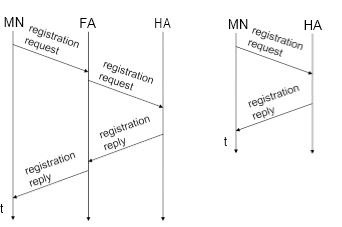 MN FA HA
registration
request
registration
request
registration
reply
registration
reply
t
MN HA
registration
request
registration
reply
t